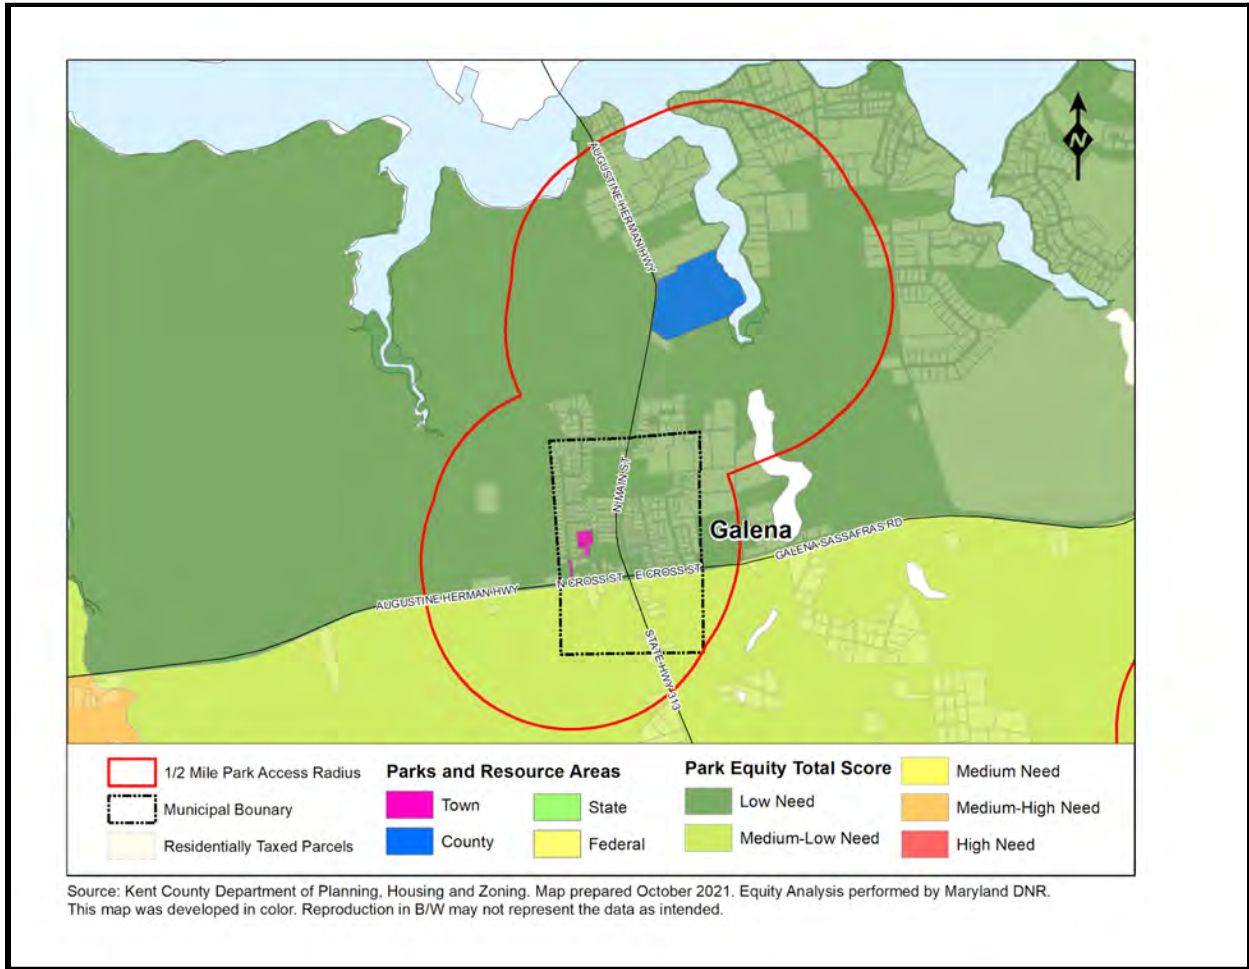 N
AUGUSTINE HERMAN HWY
N MAIN ST
Galena
GALENA SASSAFRAS RD
N CROSS ST
E CROSS ST
AUGUSTINE HERMAN HWY
STATE HWY 313
1/2 Mile Park Access Radius
Municipal Bounary
Residentially Taxed Parcels
Parks and Resource Areas
Town
County
State
Federal
Park Equity Total Score
Low Need
Medium-Low Need
Medium Need
Medium-High Need
High Need
Source: Kent County Department of Planning, Housing and Zoning. Map prepared October 2021. Equity Analysis performed by Maryland DNR.
This map was developed in color. Reproduction in B/W may not represent the data as intended.